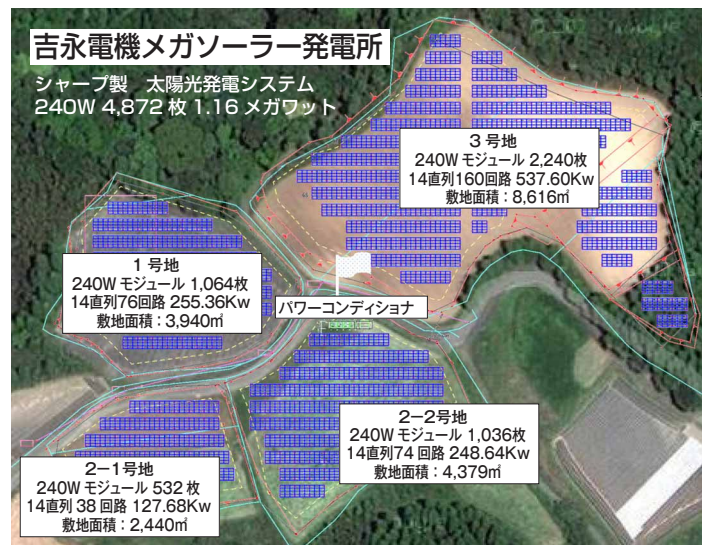 吉永電機メガソーラー発電所
シャープ製 太陽光発電システム
240W 4,872 枚 1.16 メガワット
3 号地
240W モジュール 2,240枚
14直列160回路 537.60Kw
敷地面積：8,616㎡
1 号地
240W モジュール 1,064枚
14直列76回路 255.36Kw
敷地面積：3,940㎡
パワーコンディショナ
2－2号地
240W モジュール 1,036枚
14直列74 回路 248.64Kw
敷地面積：4,379㎡
2－1号地
240W モジュール 532 枚
14直列 38 回路 127.68Kw
敷地面積：2,440㎡